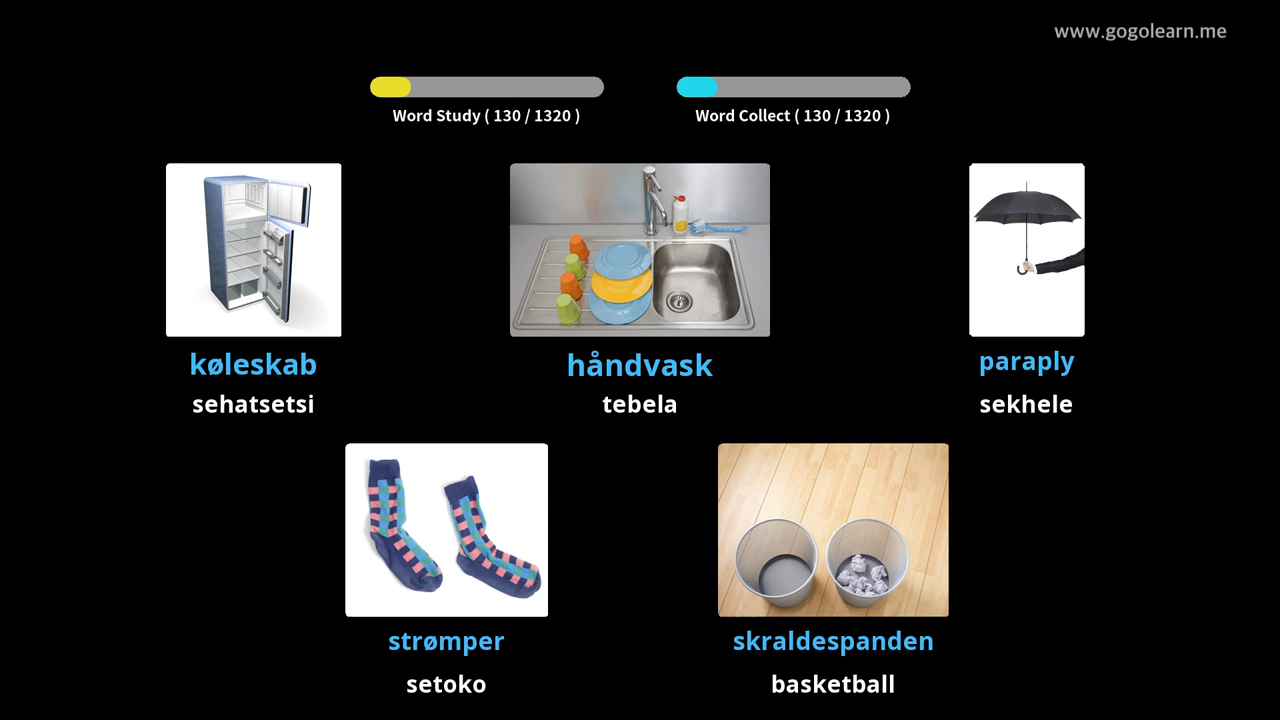 www.gogolearn.me
Word Study ( 130 / 1320 )
Word Collect ( 130 / 1320 )
køleskab
sehatsetsi
håndvask
tebela
paraply
sekhele
strømper
setoko
skraldespanden
basketball